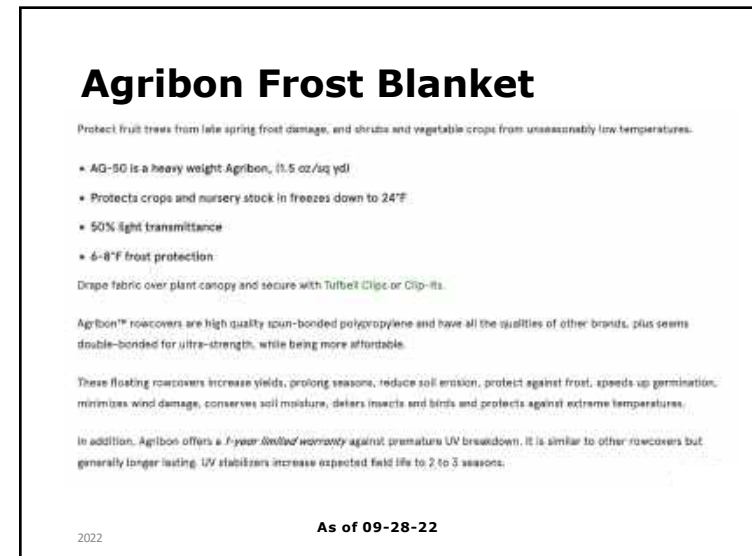 Agribon Frost Blanket
Protect fruit trees from late spring frost damage, and shrubs and vegetable crops from unseasonably low temperatures.
• AG-50 is a heavy weight Agribon, (1.5 oz/sq yd)
• Protects crops and nursery stock in freezes down to 24°F
• 50% light transmittance
• 6-8°F frost protection
Drape fabric over plant canopy and secure with Tufbell Clips or Clip-its.
Agribon™ rowcovers are high quality spun-bonded polypropylene and have all the qualities of other brands, plus seams
double-bonded for ultra-strength, while being more affordable.
These floating rowcovers increase yields, prolong seasons, reduce soil erosion, protect against frost, speeds up germination,
minimizes wind damage, conserves soil moisture, deters insects and birds and protects against extreme temperatures.
In addition, Agribon offers a 1-year limited warranty against premature UV breakdown. It is similar to other rowcovers but
generally longer lasting. UV stabilizers increase expected field life to 2 to 3 seasons.
2022
As of 09-28-22